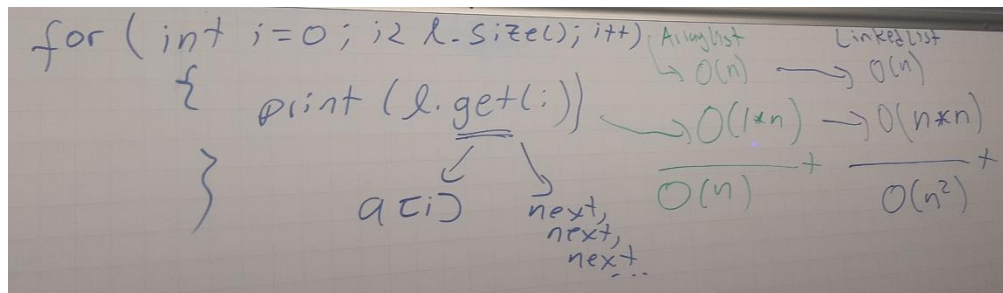 for ( int i=0 ; i< l.size(); i++) ArrayList LinkedList
↳ O(n) → O(n)
{ print (l.get(i)) → O(1*n) → O(n*n)
+ +
} a[i] next, O(n) O(n²)
next,
next
...